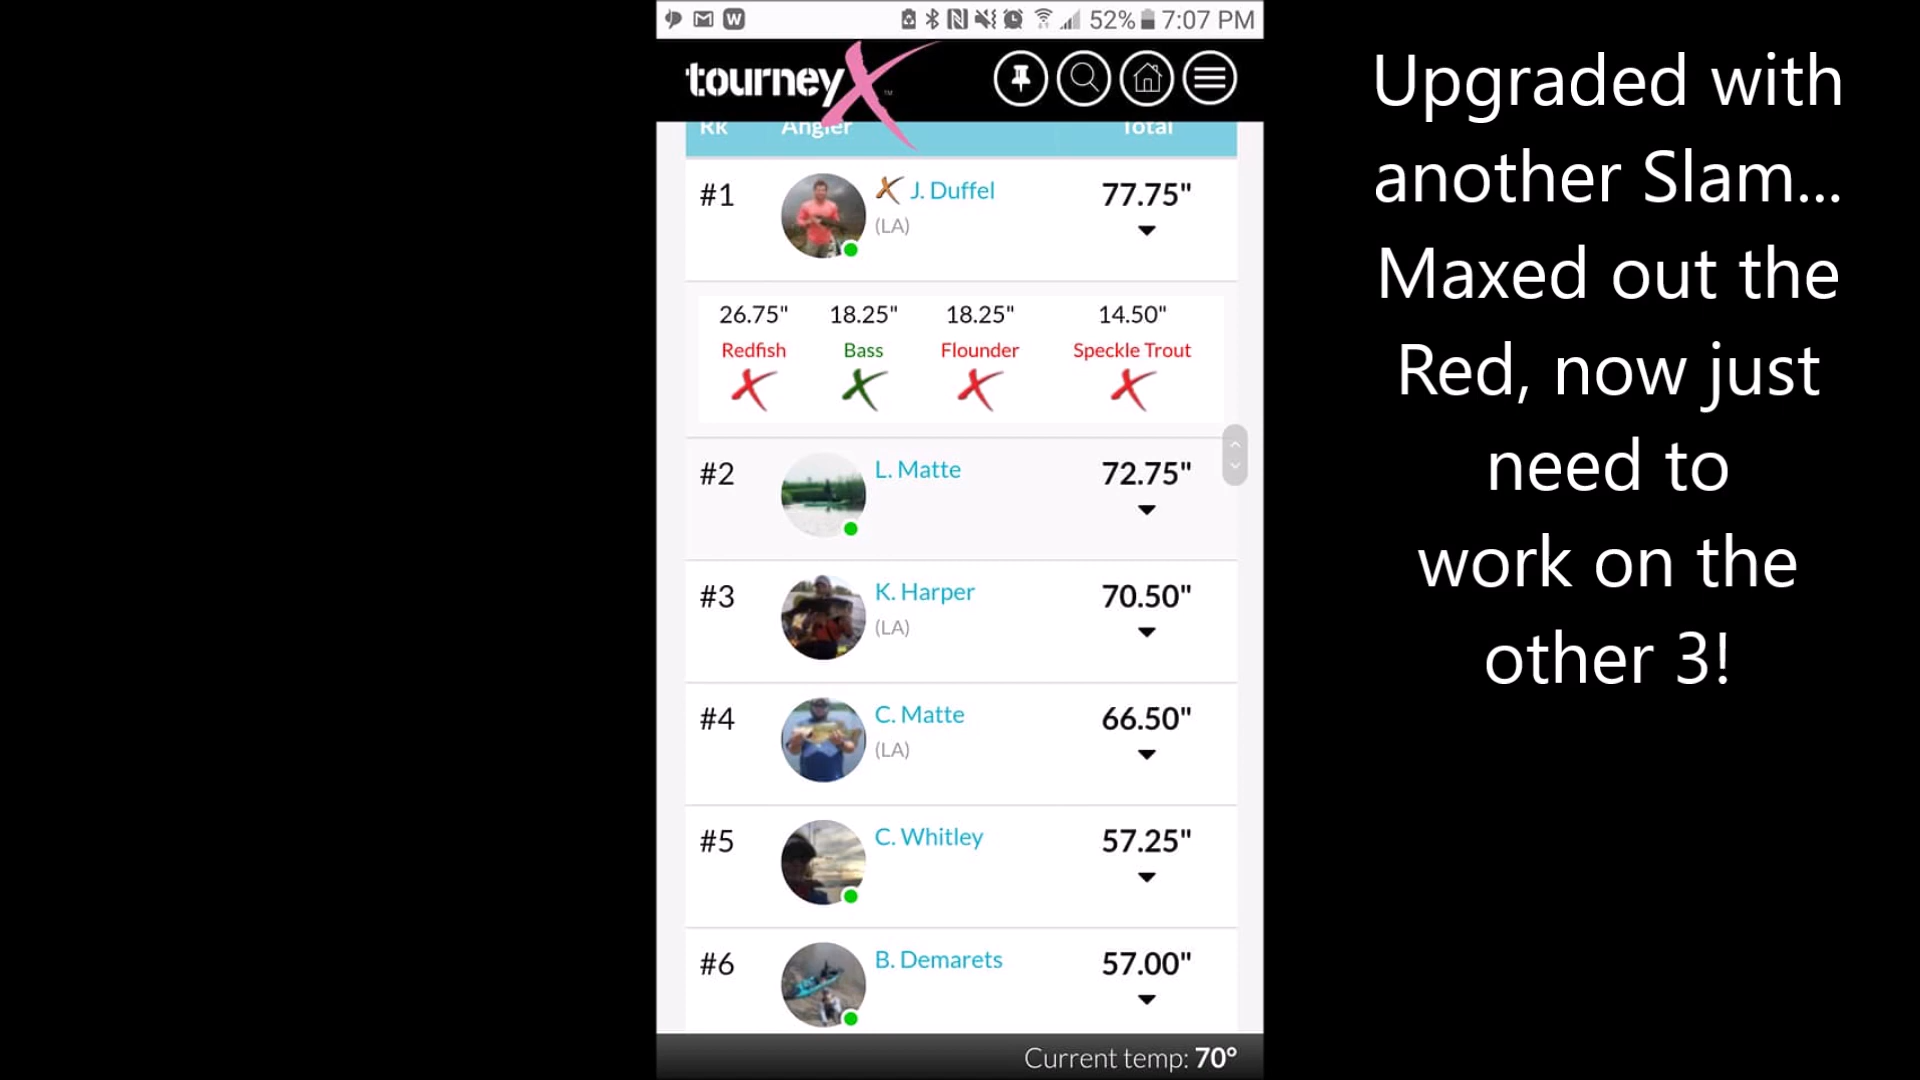 W 52% 7:07 PM
tourneyX™
Rk Angler Total
#1 J. Duffel 77.75"
(LA)
26.75" 18.25" 18.25" 14.50"
Redfish Bass Flounder Speckle Trout
#2 L. Matte 72.75"
#3 K. Harper 70.50"
(LA)
#4 C. Matte 66.50"
(LA)
#5 C. Whitley 57.25"
#6 B. Demarets 57.00"
Current temp: 70°
Upgraded with
another Slam...
Maxed out the
Red, now just
need to
work on the
other 3!